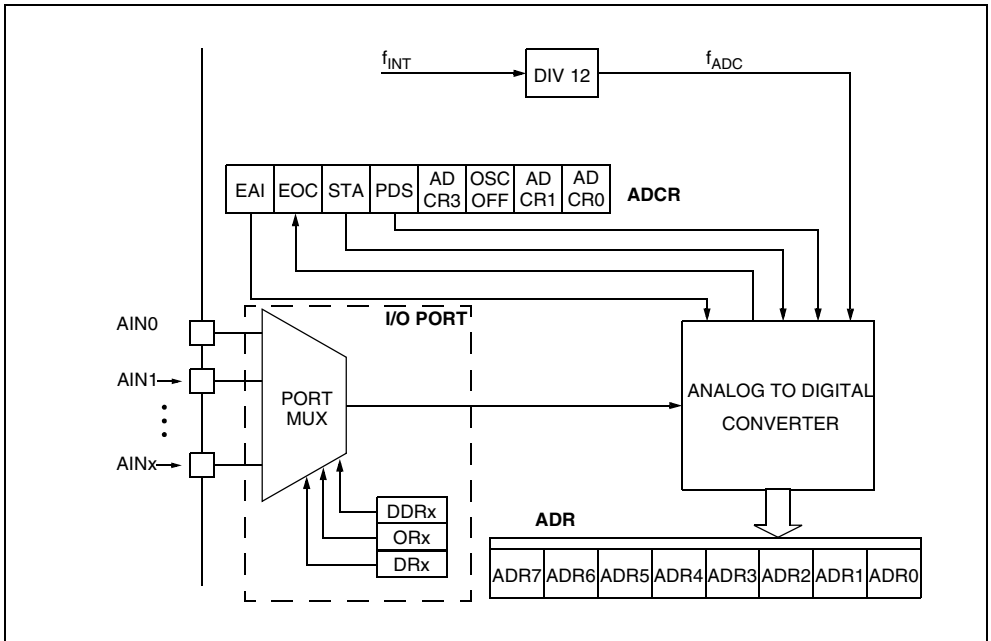 fINT
DIV 12
fADC
EAI EOC STA PDS AD CR3 OSC OFF AD CR1 AD CR0
ADCR
I/O PORT
AIN0
AIN1
AINx
PORT
MUX
ANALOG TO DIGITAL
CONVERTER
DDRx
ORx
DRx
ADR
ADR7 ADR6 ADR5 ADR4 ADR3 ADR2 ADR1 ADR0